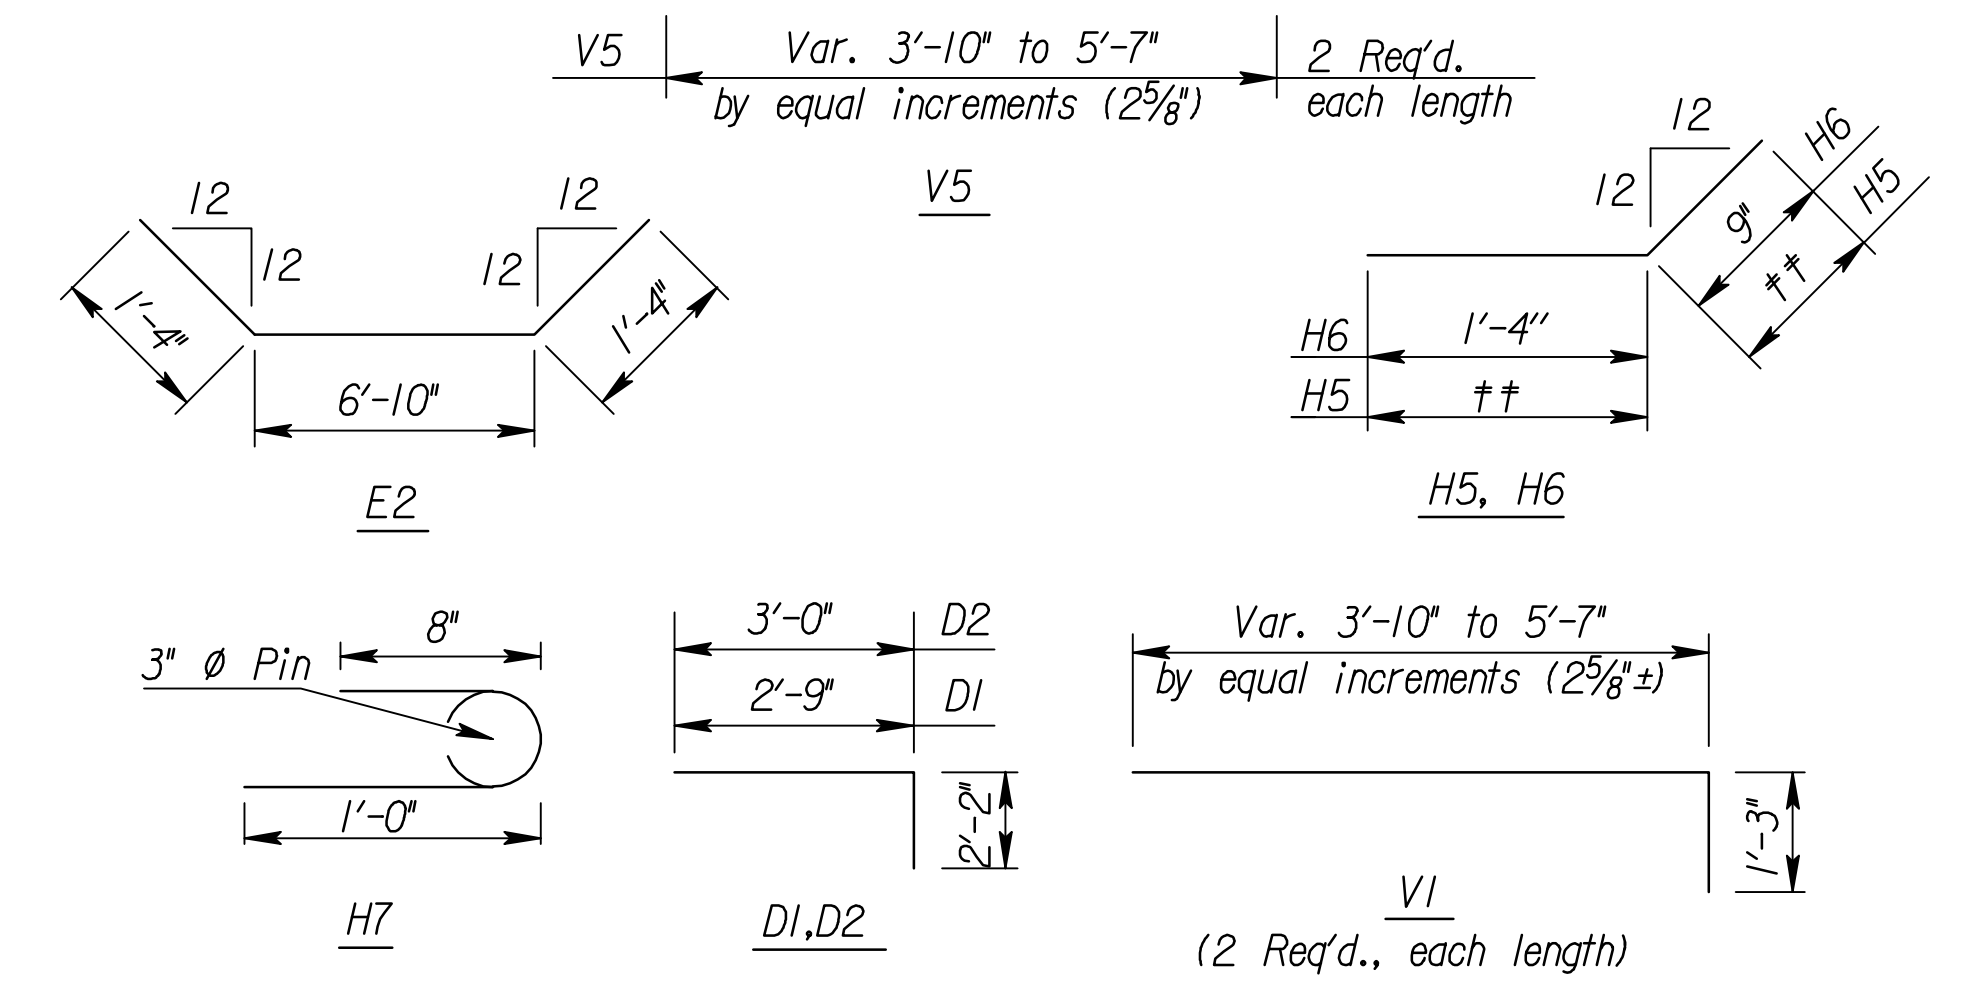 V5 Var. 3'-10" to 5'-7" 2 Req'd.
by equal increments (2⅝") each length
V5
12 12
12 12
1'-4" 1'-4"
6'-10"
E2
12
12
9" H6
‡‡ H5
H6 1'-4"
H5 ‡‡
H5, H6
8"
3" Ø Pin
1'-0"
H7
3'-0" D2
2'-9" D1
2'-2"
D1,D2
Var. 3'-10" to 5'-7"
by equal increments (2⅝"±)
1'-3"
V1
(2 Req'd., each length)